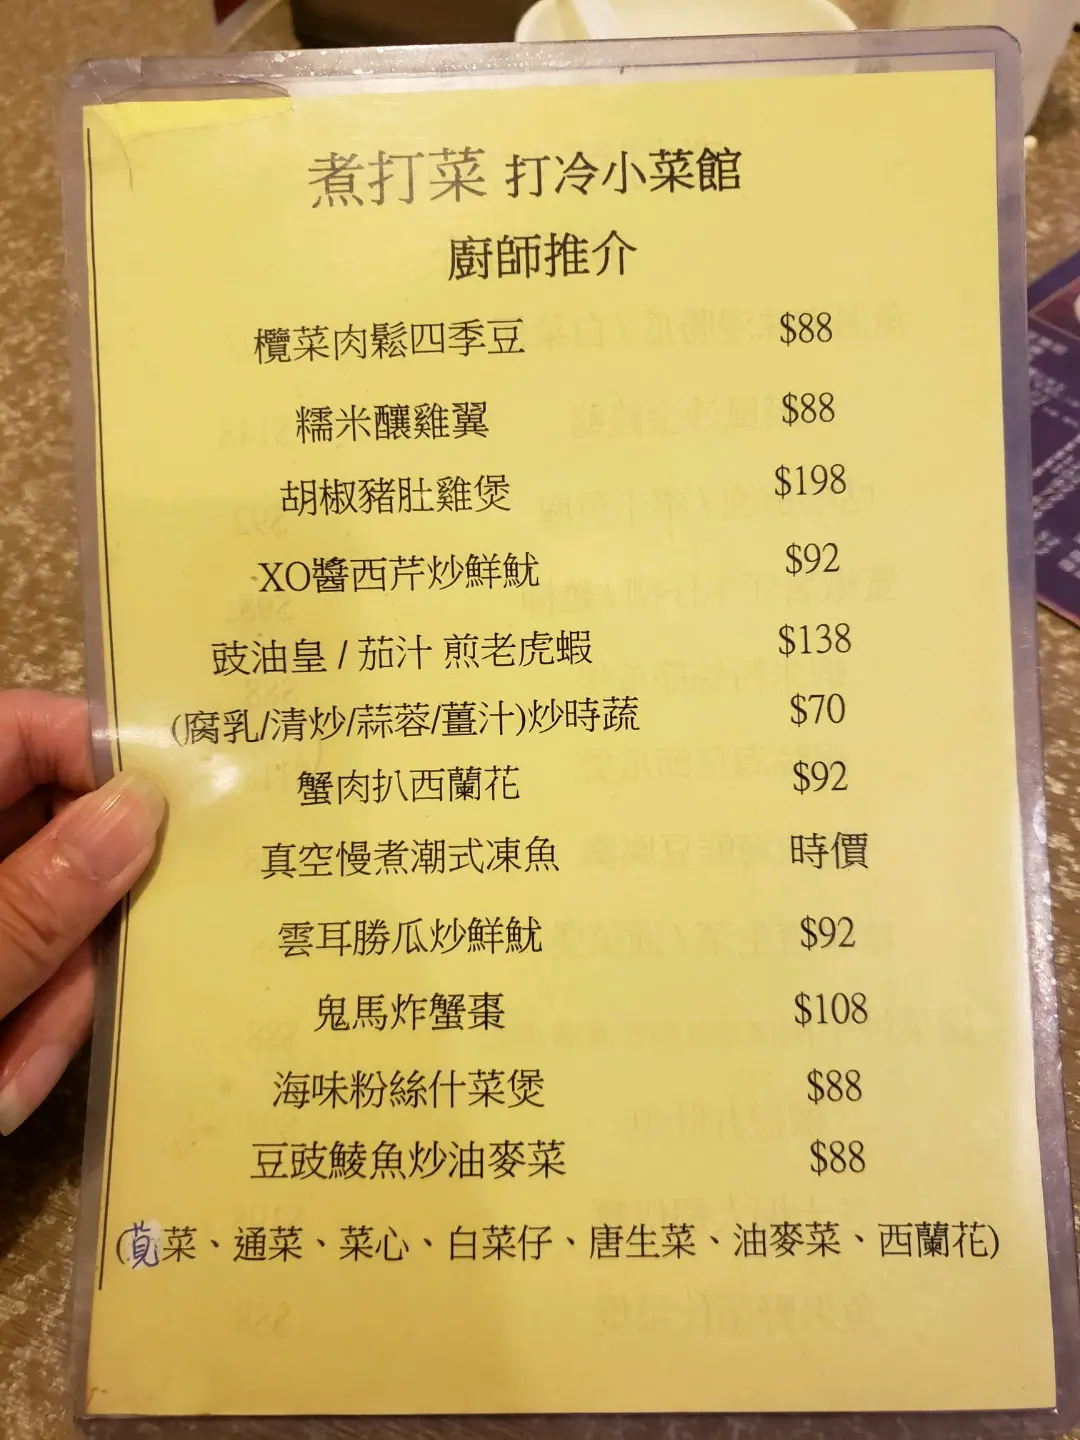 煮打菜 打冷小菜館
廚師推介
欖菜肉鬆四季豆 $88
糯米釀雞翼 $88
胡椒豬肚雞煲 $198
XO醬西芹炒鮮魷 $92
豉油皇 / 茄汁 煎老虎蝦 $138
(腐乳/清炒/蒜蓉/薑汁)炒時蔬 $70
蟹肉扒西蘭花 $92
真空慢煮潮式凍魚 時價
雲耳勝瓜炒鮮魷 $92
鬼馬炸蟹棗 $108
海味粉絲什菜煲 $88
豆豉鯪魚炒油麥菜 $88
(莧菜、通菜、菜心、白菜仔、唐生菜、油麥菜、西蘭花)